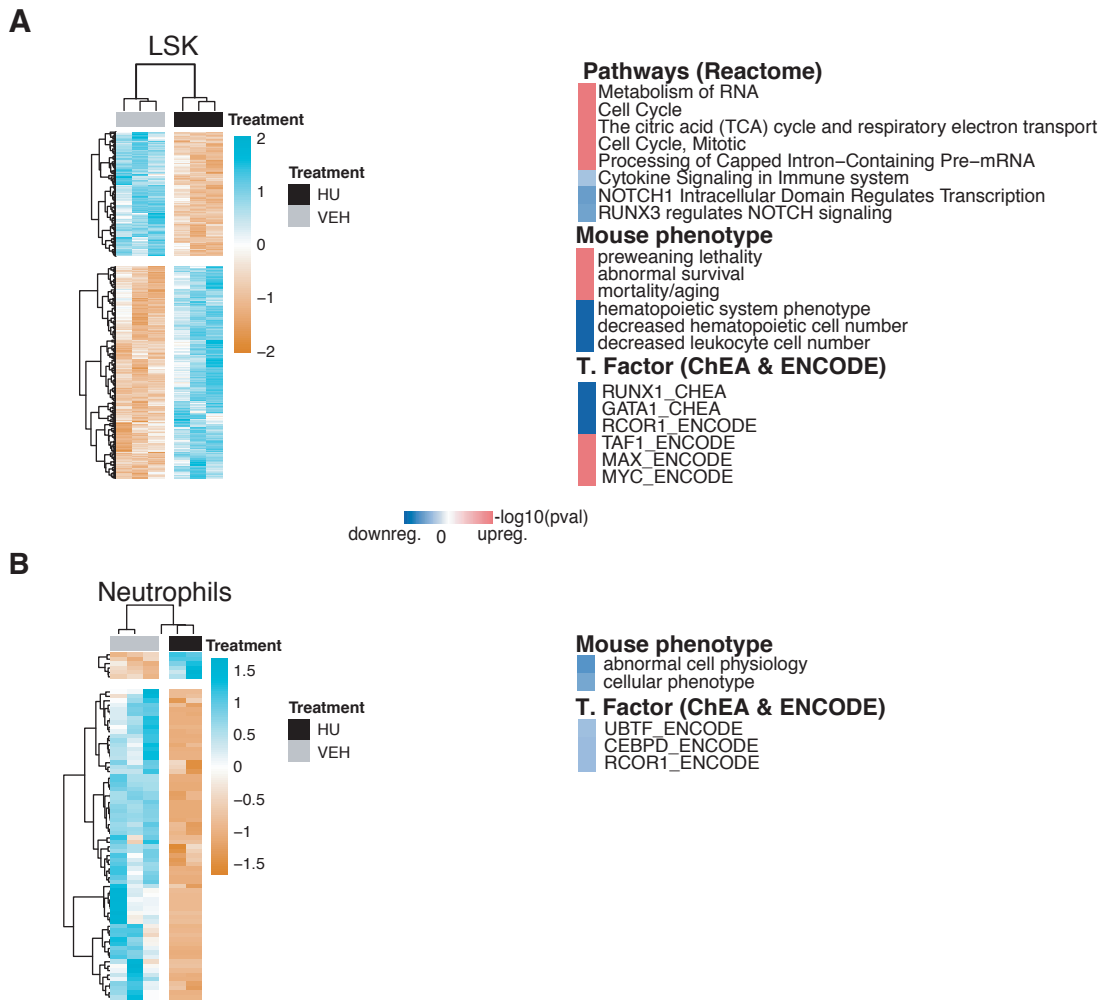 A
LSK
Treatment
2
1
0
−1
−2
Treatment
HU
VEH
Pathways (Reactome)
Metabolism of RNA
Cell Cycle
The citric acid (TCA) cycle and respiratory electron transport
Cell Cycle, Mitotic
Processing of Capped Intron−Containing Pre−mRNA
Cytokine Signaling in Immune system
NOTCH1 Intracellular Domain Regulates Transcription
RUNX3 regulates NOTCH signaling
Mouse phenotype
preweaning lethality
abnormal survival
mortality/aging
hematopoietic system phenotype
decreased hematopoietic cell number
decreased leukocyte cell number
T. Factor (ChEA & ENCODE)
RUNX1_CHEA
GATA1_CHEA
RCOR1_ENCODE
TAF1_ENCODE
MAX_ENCODE
MYC_ENCODE
-log10(pval)
downreg. 0 upreg.
B
Neutrophils
Treatment
1.5
1
0.5
0
−0.5
−1
−1.5
Treatment
HU
VEH
Mouse phenotype
abnormal cell physiology
cellular phenotype
T. Factor (ChEA & ENCODE)
UBTF_ENCODE
CEBPD_ENCODE
RCOR1_ENCODE